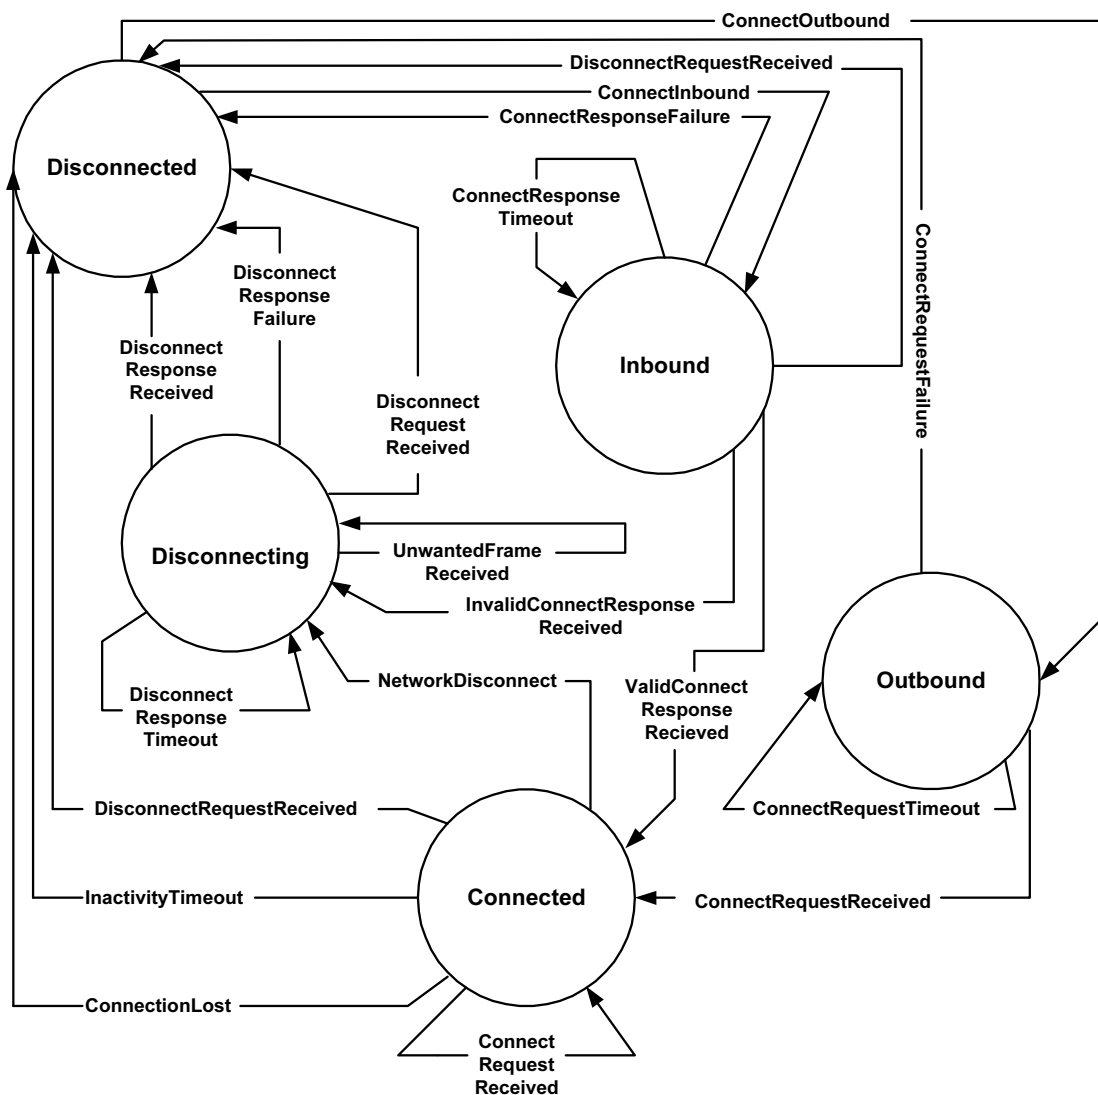 ConnectOutbound
DisconnectRequestReceived
ConnectInbound
ConnectResponseFailure
Disconnected
ConnectResponse
Timeout
Disconnect
Response
Failure
ConnectRequestFailure
Disconnect
Response
Received
Inbound
Disconnect
Request
Received
Disconnecting
UnwantedFrame
Received
InvalidConnectResponse
Received
NetworkDisconnect
Disconnect
Response
Timeout
ValidConnect
Response
Recieved
Outbound
DisconnectRequestReceived
ConnectRequestTimeout
InactivityTimeout
Connected
ConnectRequestReceived
ConnectionLost
Connect
Request
Received